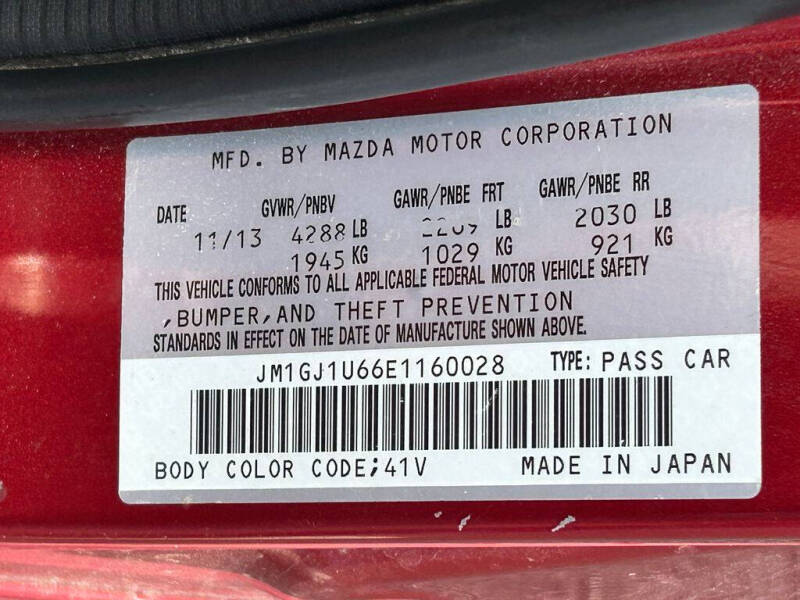 MFD. BY MAZDA MOTOR CORPORATION
DATE GVWR/PNBV GAWR/PNBE FRT GAWR/PNBE RR
11/13 4288 LB LB 2030 LB
1945 KG 1029 KG 921 KG
THIS VEHICLE CONFORMS TO ALL APPLICABLE FEDERAL MOTOR VEHICLE SAFETY
,BUMPER,AND THEFT PREVENTION
STANDARDS IN EFFECT ON THE DATE OF MANUFACTURE SHOWN ABOVE.
JM1GJ1U66E1160028 TYPE: PASS CAR
BODY COLOR CODE;41V MADE IN JAPAN